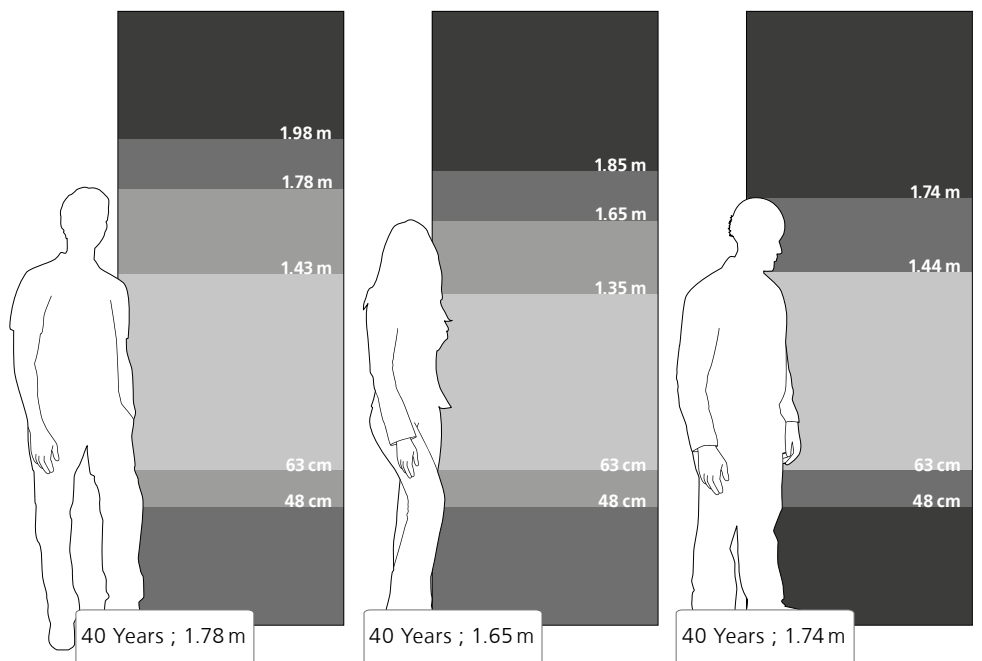 1.98 m
1.78 m
1.43 m
63 cm
48 cm
40 Years ; 1.78 m
1.85 m
1.65 m
1.35 m
63 cm
48 cm
40 Years ; 1.65 m
1.74 m
1.44 m
63 cm
48 cm
40 Years ; 1.74 m